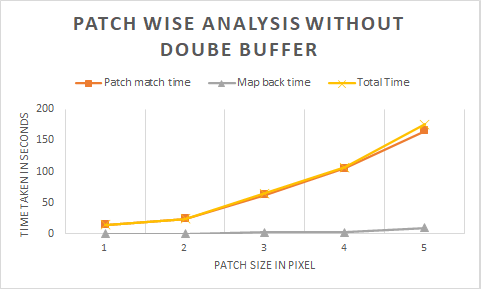 PATCH WISE ANALYSIS WITHOUT
DOUBE BUFFER
Patch match time Map back time Total Time
TIME TAKEN IN SECONDS
200
150
100
50
0
1 2 3 4 5
PATCH SIZE IN PIXEL